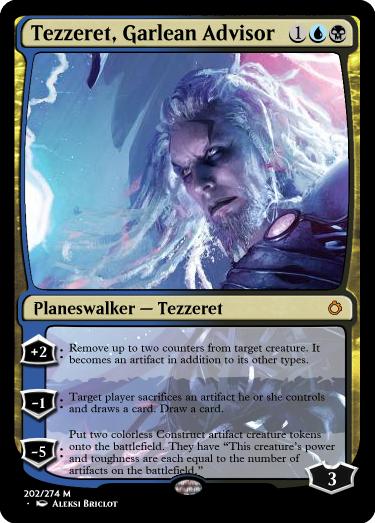 Tezzeret, Garlean Advisor 1
Planeswalker — Tezzeret
+2 : Remove up to two counters from target creature. It
becomes an artifact in addition to its other types.
-1 : Target player sacrifices an artifact he or she controls
and draws a card. Draw a card.
-5 : Put two colorless Construct artifact creature tokens
onto the battlefield. They have “This creature's power
and toughness are each equal to the number of
artifacts on the battlefield.”
3
202/274 M
· Aleksi Briclot